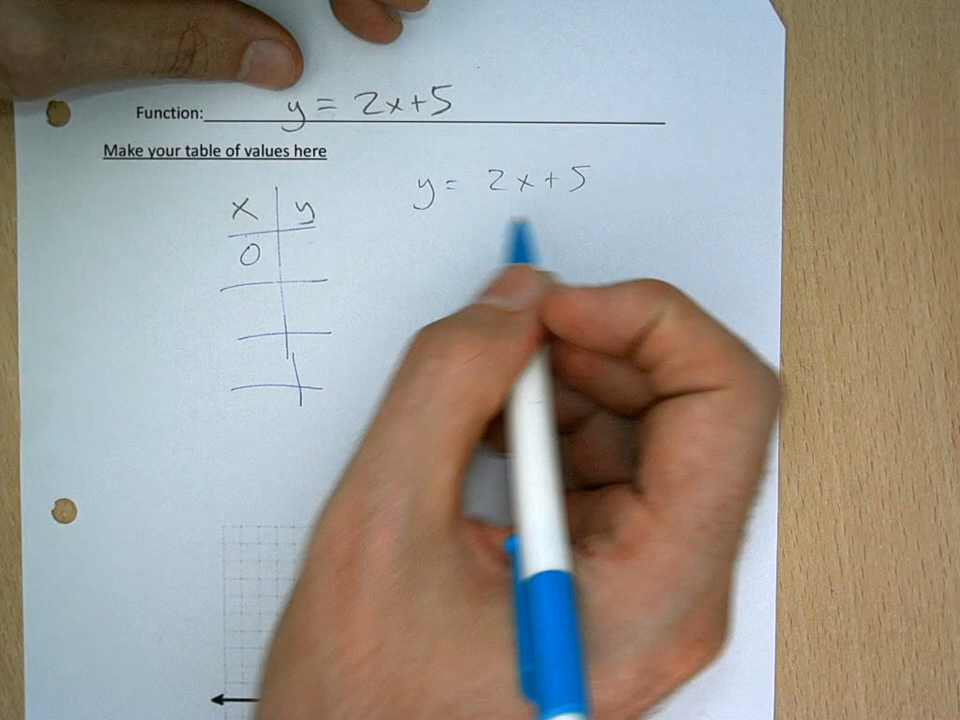 Function: y = 2x+5
Make your table of values here
y = 2x+5
x y
0